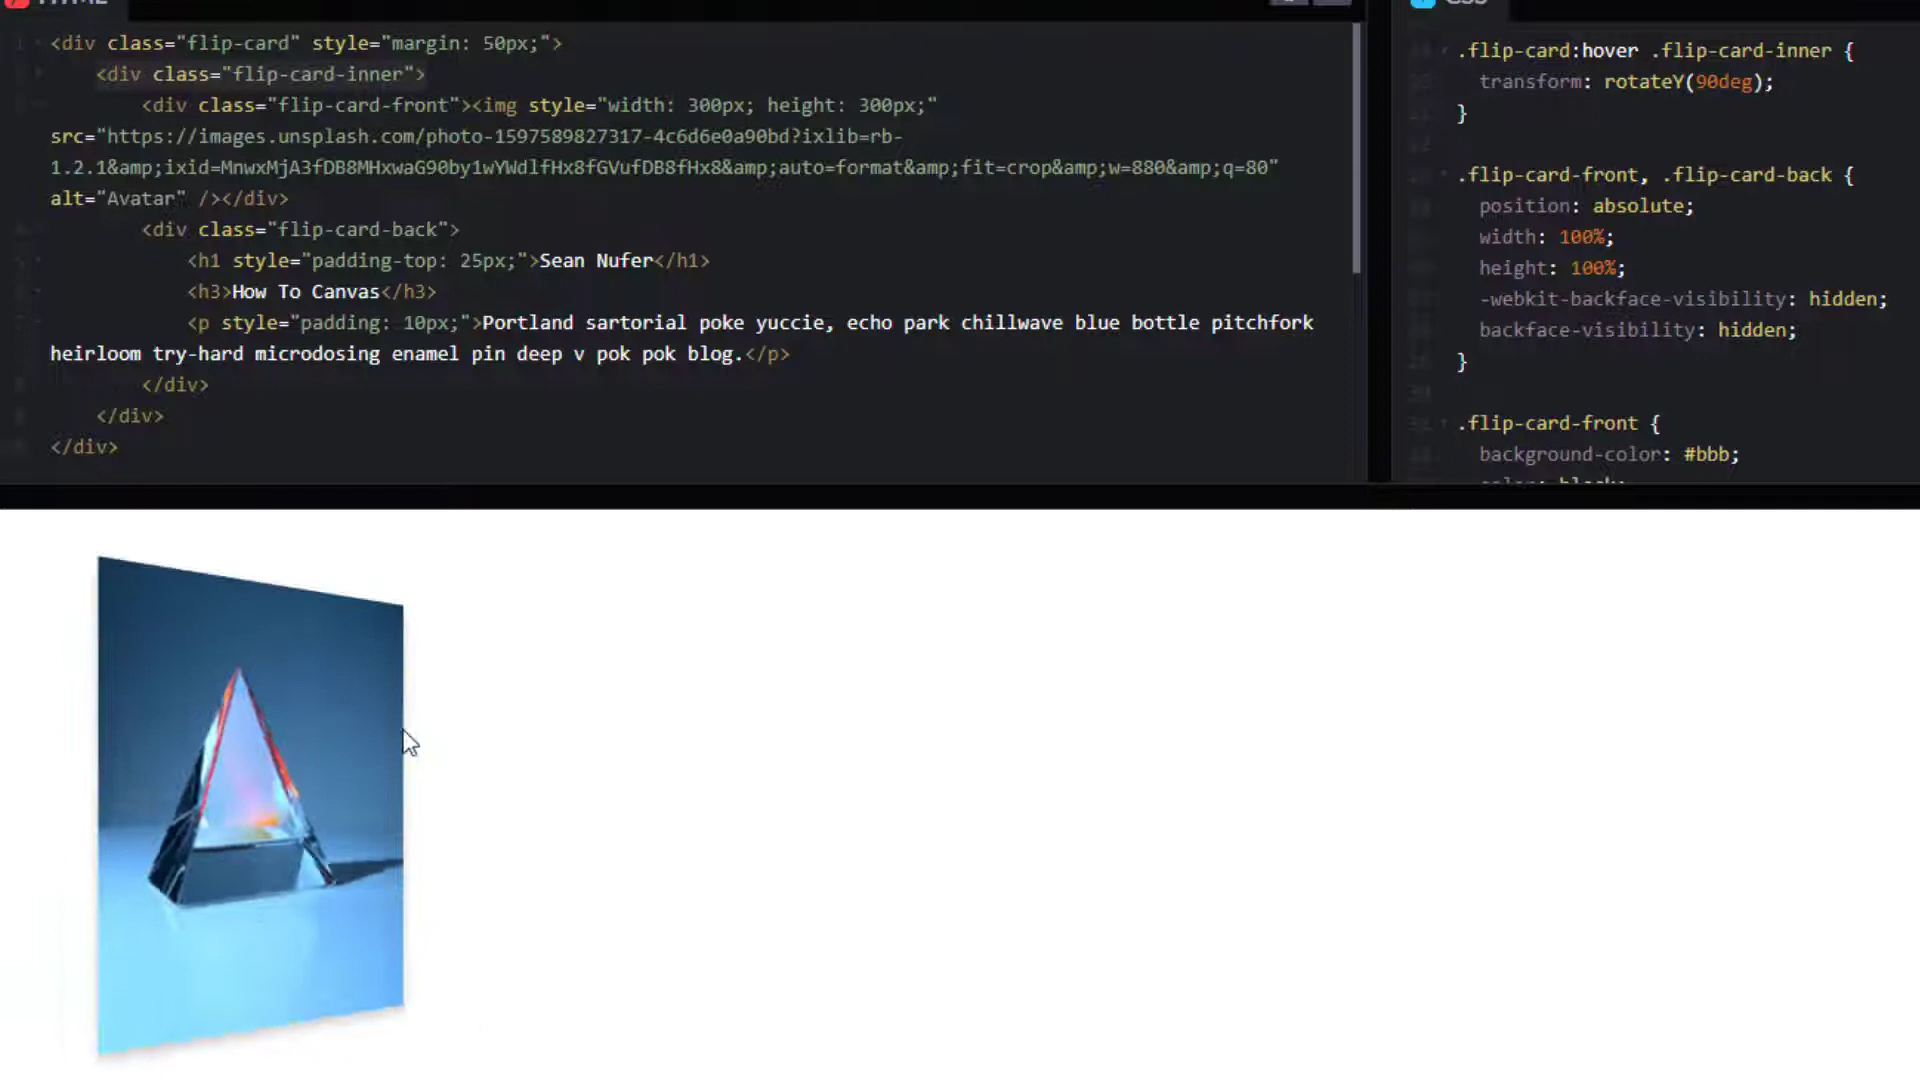 HTML
<div class="flip-card" style="margin: 50px;">
<div class="flip-card-inner">
<div class="flip-card-front"><img style="width: 300px; height: 300px;"
src="https://images.unsplash.com/photo-1597589827317-4c6d6e0a90bd?ixlib=rb-
1.2.1&amp;ixid=MnwxMjA3fDB8MHxwaG90by1wYWdlfHx8fGVufDB8fHx8&amp;auto=format&amp;fit=crop&amp;w=880&amp;q=80"
alt="Avatar" /></div>
<div class="flip-card-back">
<h1 style="padding-top: 25px;">Sean Nufer</h1>
<h3>How To Canvas</h3>
<p style="padding: 10px;">Portland sartorial poke yuccie, echo park chillwave blue bottle pitchfork
heirloom try-hard microdosing enamel pin deep v pok pok blog.</p>
</div>
</div>
</div>
CSS
.flip-card:hover .flip-card-inner {
transform: rotateY(90deg);
}
.flip-card-front, .flip-card-back {
position: absolute;
width: 100%;
height: 100%;
-webkit-backface-visibility: hidden;
backface-visibility: hidden;
}
.flip-card-front {
background-color: #bbb;
color: black;